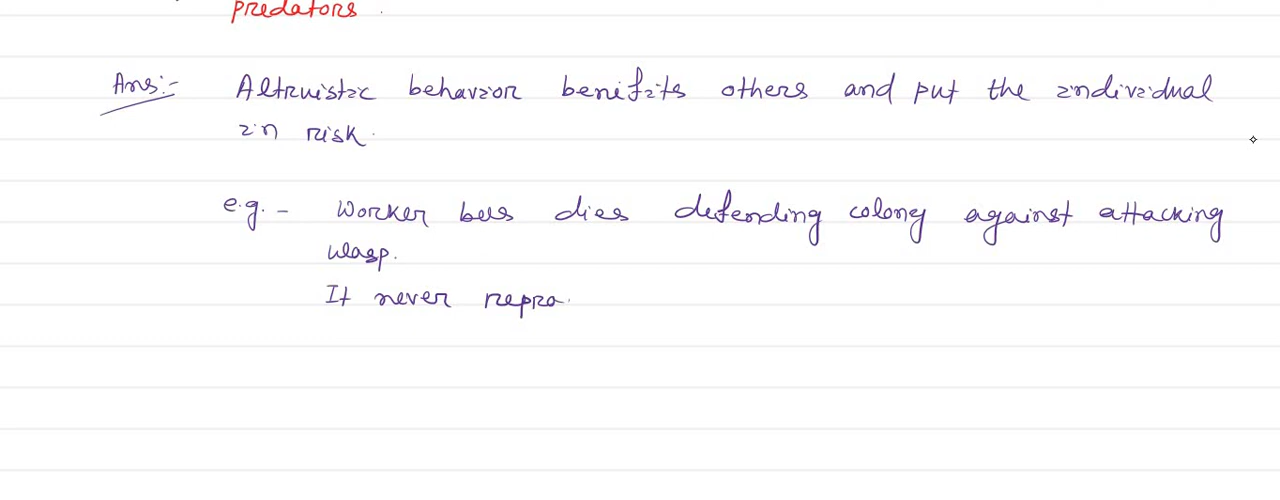 predators.
Ans:- Altruistic behavior benifits others and put the individual
in risk.
e.g. - Worker bees dies defending colony against attacking
wasp.
It never repro